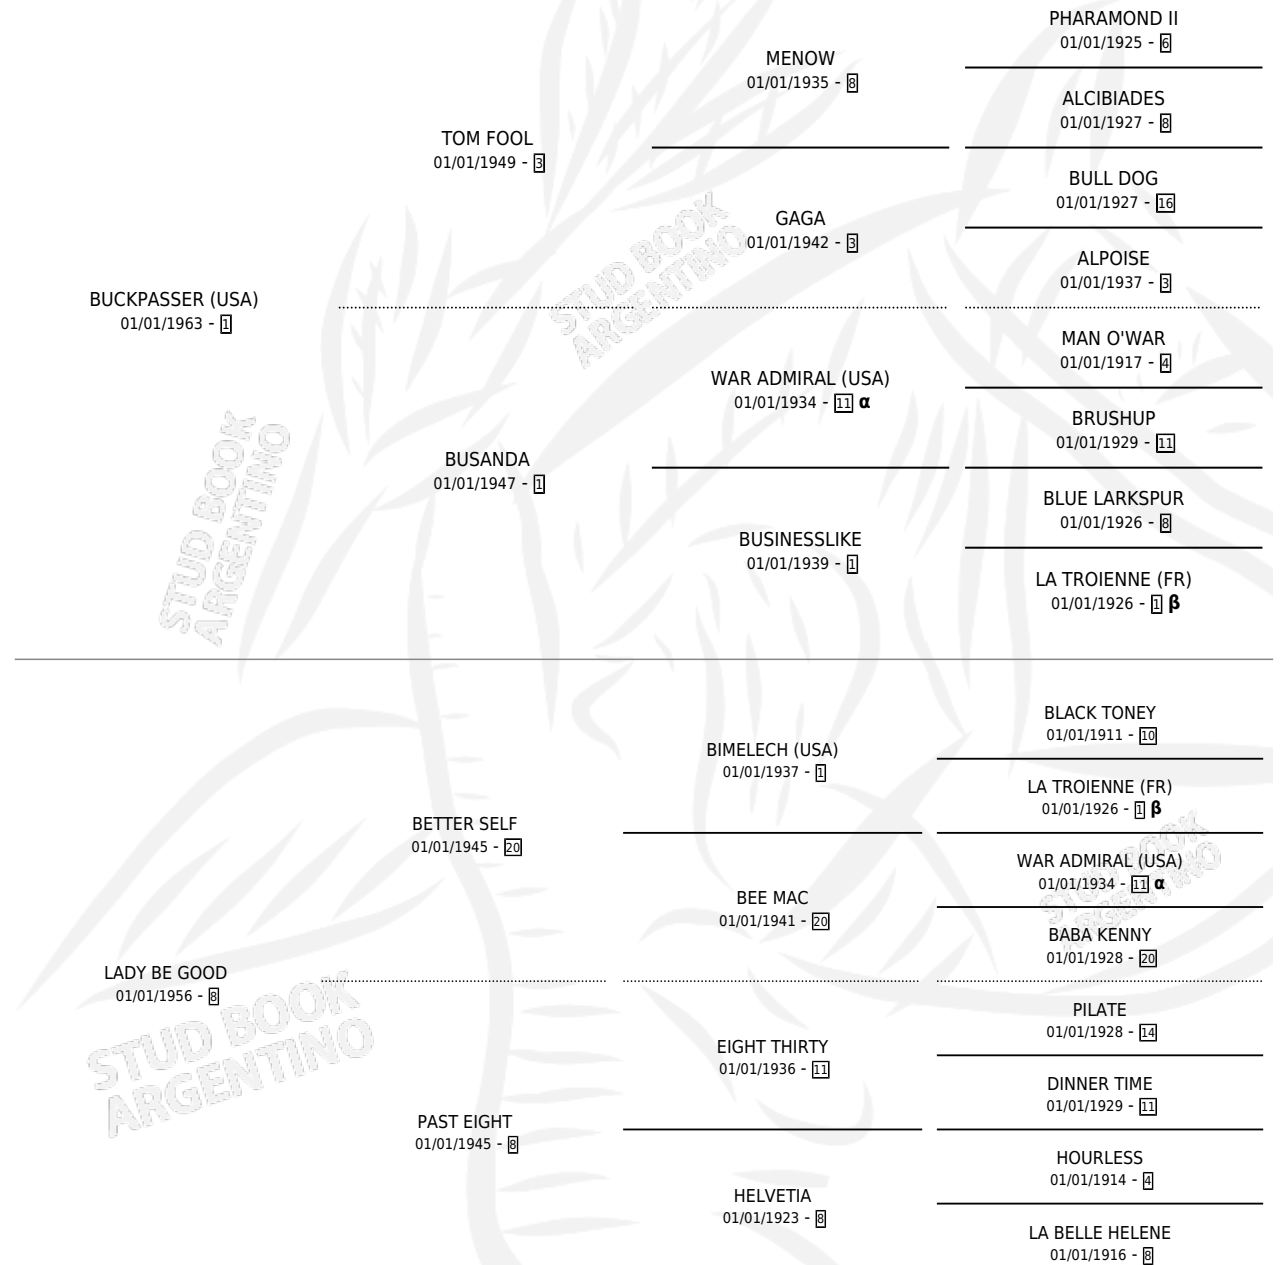 BUCKPASSER (USA)
01/01/1963 - 1
TOM FOOL
01/01/1949 - 3
MENOW
01/01/1935 - 8
PHARAMOND II
01/01/1925 - 6
ALCIBIADES
01/01/1927 - 8
GAGA
01/01/1942 - 3
BULL DOG
01/01/1927 - 16
ALPOISE
01/01/1937 - 3
BUSANDA
01/01/1947 - 1
WAR ADMIRAL (USA)
01/01/1934 - 11 α
MAN O'WAR
01/01/1917 - 4
BRUSHUP
01/01/1929 - 11
BUSINESSLIKE
01/01/1939 - 1
BLUE LARKSPUR
01/01/1926 - 8
LA TROIENNE (FR)
01/01/1926 - 1 β
LADY BE GOOD
01/01/1956 - 8
BETTER SELF
01/01/1945 - 20
BIMELECH (USA)
01/01/1937 - 1
BLACK TONEY
01/01/1911 - 10
LA TROIENNE (FR)
01/01/1926 - 1 β
BEE MAC
01/01/1941 - 20
WAR ADMIRAL (USA)
01/01/1934 - 11 α
BABA KENNY
01/01/1928 - 20
PAST EIGHT
01/01/1945 - 8
EIGHT THIRTY
01/01/1936 - 11
PILATE
01/01/1928 - 14
DINNER TIME
01/01/1929 - 11
HELVETIA
01/01/1923 - 8
HOURLESS
01/01/1914 - 4
LA BELLE HELENE
01/01/1916 - 8
STUD BOOK
ARGENTINO
STUD BOOK
ARGENTINO
STUD BOOK
ARGENTINO
STUD BOOK
ARGENTINO